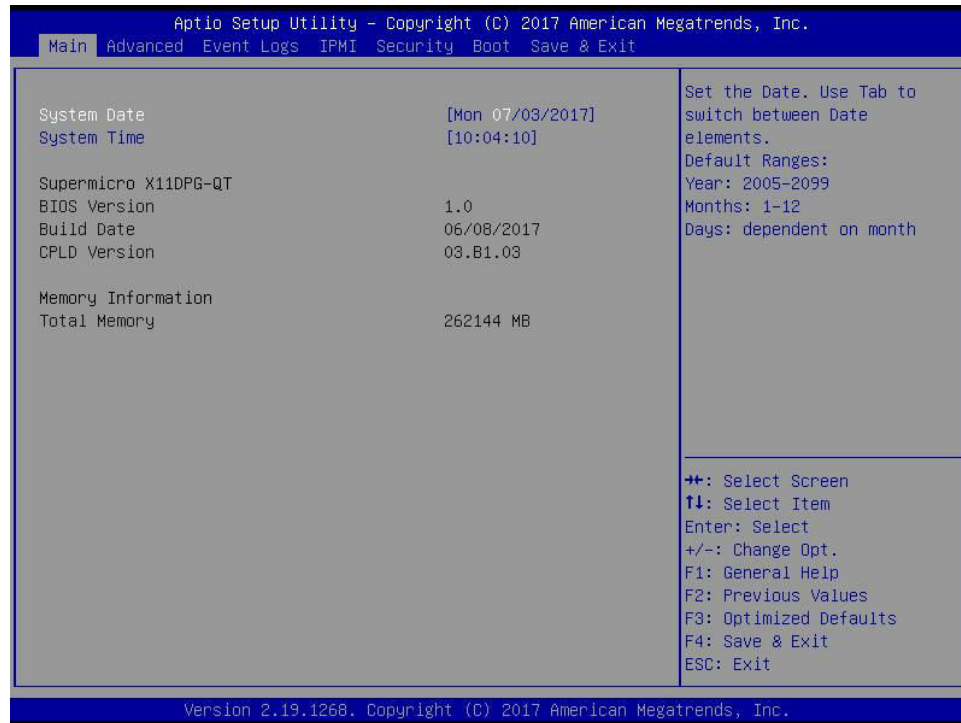 Aptio Setup Utility – Copyright (C) 2017 American Megatrends, Inc.
Main Advanced Event Logs IPMI Security Boot Save & Exit
System Date [Mon 07/03/2017]
System Time [10:04:10]
Supermicro X11DPG-QT
BIOS Version 1.0
Build Date 06/08/2017
CPLD Version 03.B1.03
Memory Information
Total Memory 262144 MB
Set the Date. Use Tab to
switch between Date
elements.
Default Ranges:
Year: 2005-2099
Months: 1-12
Days: dependent on month
→←: Select Screen
↑↓: Select Item
Enter: Select
+/-: Change Opt.
F1: General Help
F2: Previous Values
F3: Optimized Defaults
F4: Save & Exit
ESC: Exit
Version 2.19.1268. Copyright (C) 2017 American Megatrends, Inc.